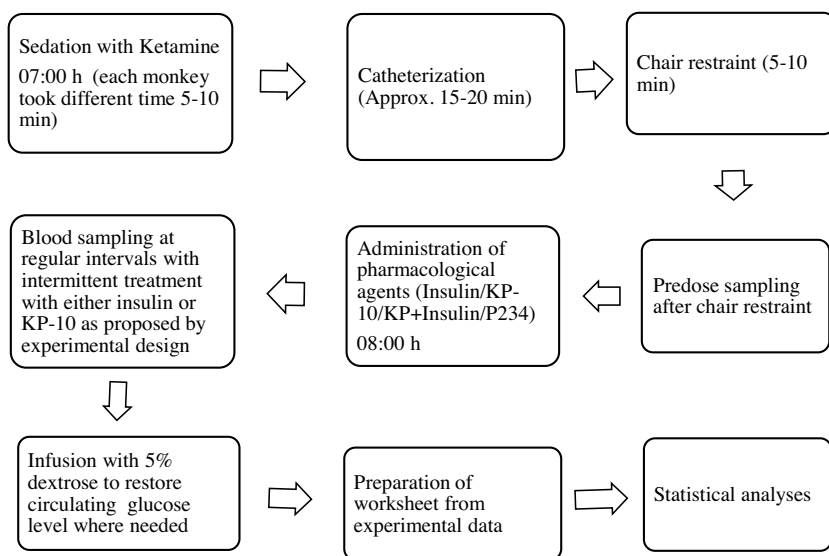 Sedation with Ketamine
07:00 h  (each monkey
took different time 5-10
min)
Catheterization
(Approx. 15-20 min)
Chair restraint (5-10
min)
Predose sampling
after chair restraint
Administration of
pharmacological
agents (Insulin/KP-
10/KP+Insulin/P234)
08:00 h
Blood sampling at
regular intervals with
intermittent treatment
with either insulin or
KP-10 as proposed by
experimental design
Infusion with 5%
dextrose to restore
circulating  glucose
level where needed
Preparation of
worksheet from
experimental data
Statistical analyses